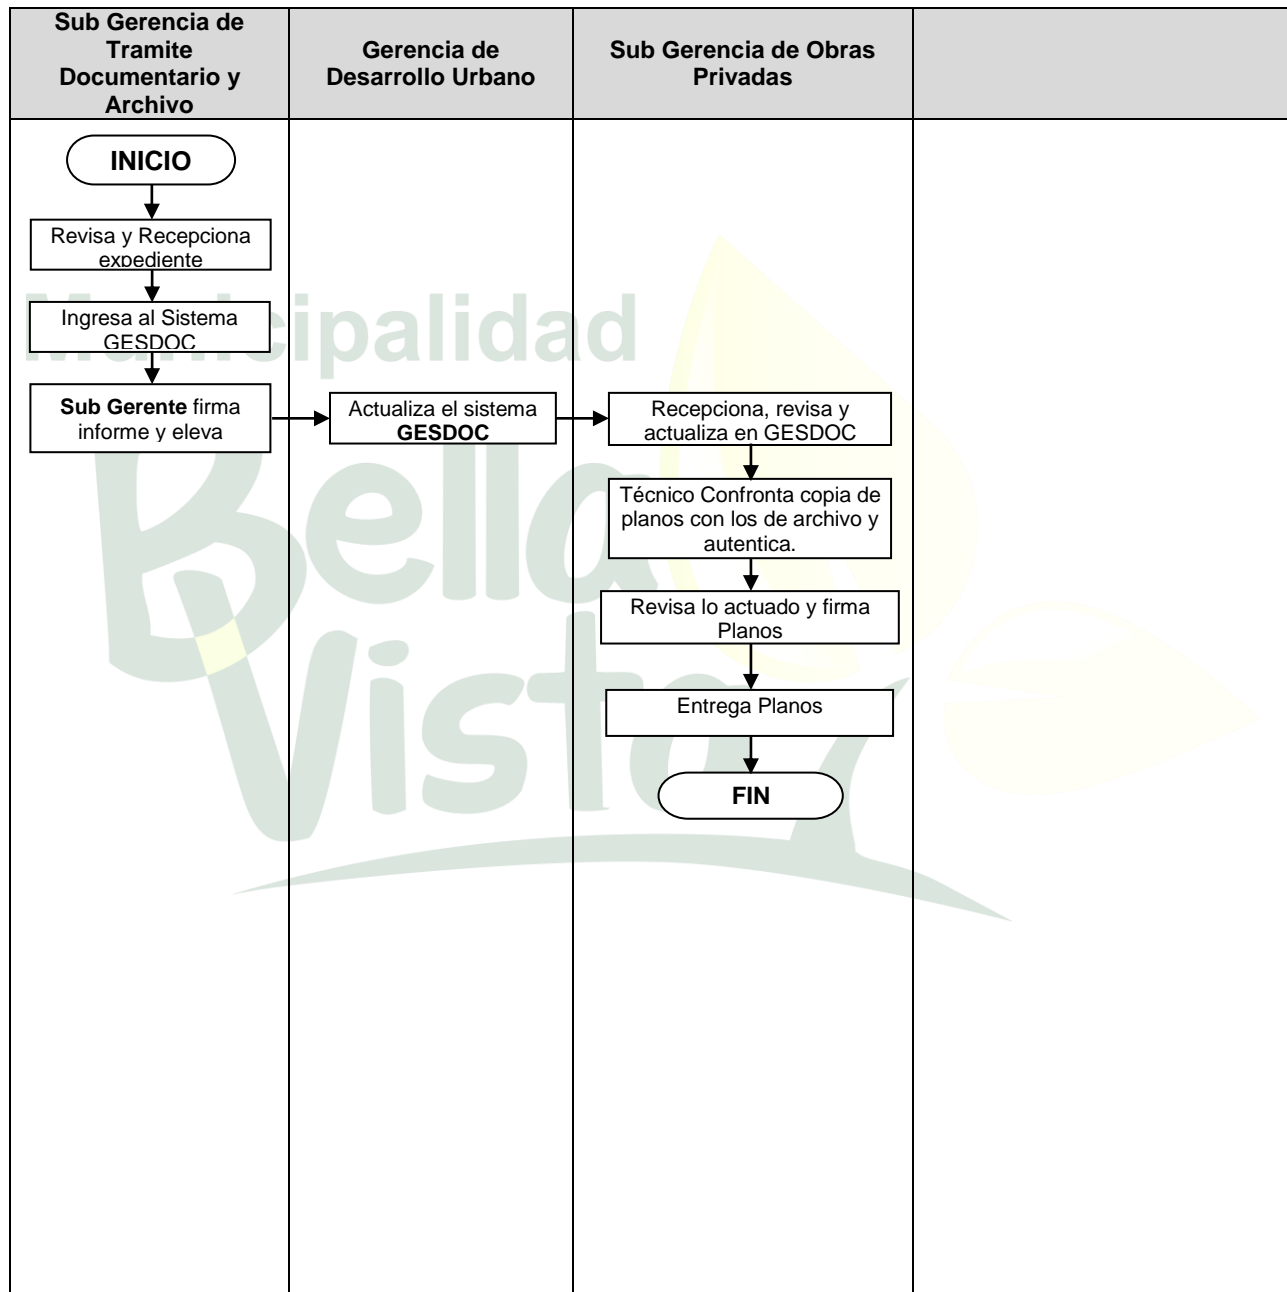 Sub Gerencia de
Tramite
Documentario y
Archivo
Gerencia de
Desarrollo Urbano
Sub Gerencia de Obras
Privadas
INICIO
Revisa y Recepciona
expediente
Ingresa al Sistema
GESDOC
Sub Gerente firma
informe y eleva
Actualiza el sistema
GESDOC
Recepciona, revisa y
actualiza en GESDOC
Técnico Confronta copia de
planos con los de archivo y
autentica.
Revisa lo actuado y firma
Planos
Entrega Planos
FIN
Municipalidad
Bella
Vista